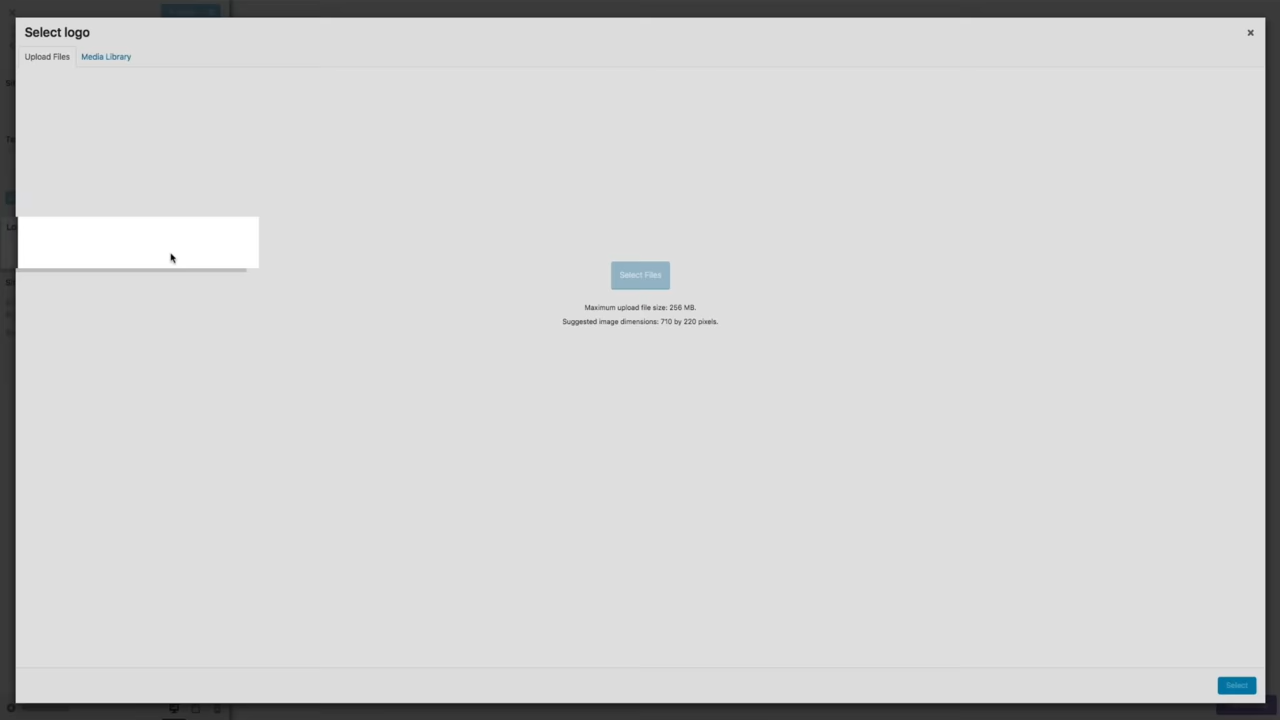 Select logo
Upload Files
Media Library
Select Files
Maximum upload file size: 256 MB.
Suggested image dimensions: 710 by 220 pixels.
Select